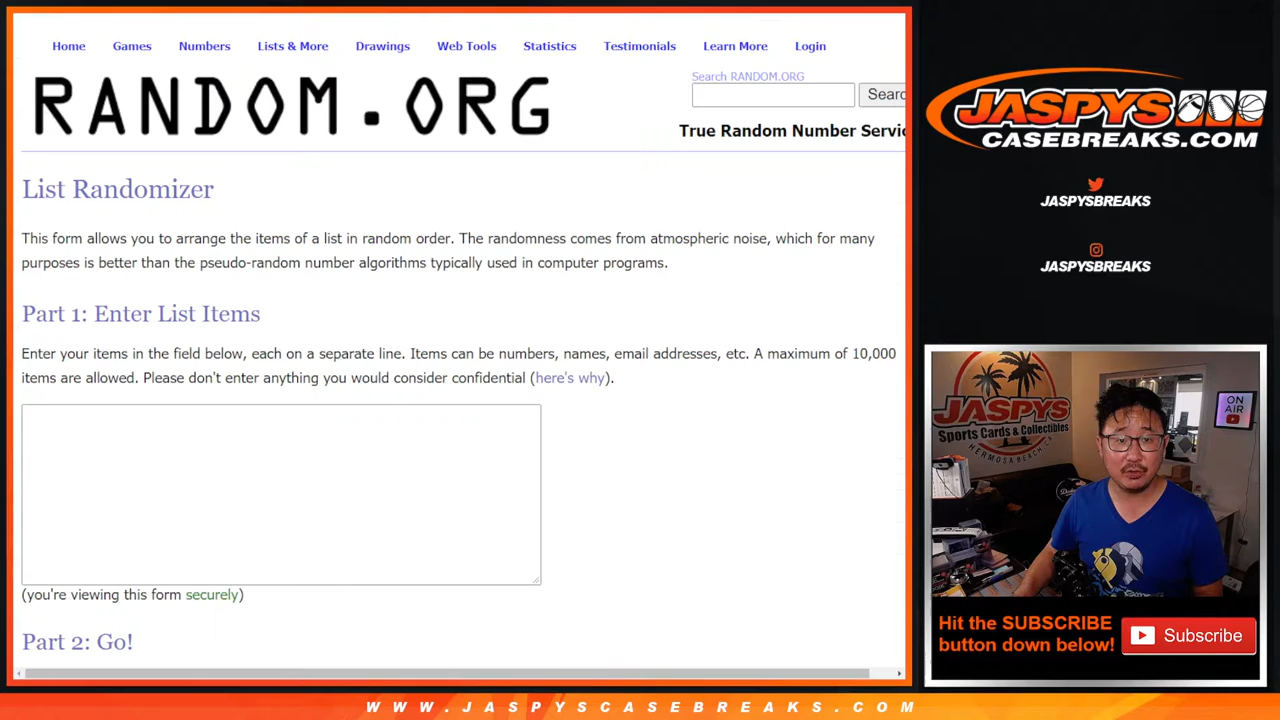 Home Games Numbers Lists & More Drawings Web Tools Statistics Testimonials Learn More Login
RANDOM.ORG
Search RANDOM.ORG
Searc
True Random Number Servic
List Randomizer
This form allows you to arrange the items of a list in random order. The randomness comes from atmospheric noise, which for many
purposes is better than the pseudo-random number algorithms typically used in computer programs.
Part 1: Enter List Items
Enter your items in the field below, each on a separate line. Items can be numbers, names, email addresses, etc. A maximum of 10,000
items are allowed. Please don't enter anything you would consider confidential (here's why).
(you're viewing this form securely)
Part 2: Go!
JASPYS
CASEBREAKS.COM
JASPYSBREAKS
JASPYSBREAKS
JASPYS
Sports Cards & Collectibles
HERMOSA BEACH, CA
ON
AIR
Hit the SUBSCRIBE
button down below!
Subscribe
WWW.JASPYSCASEBREAKS.COM